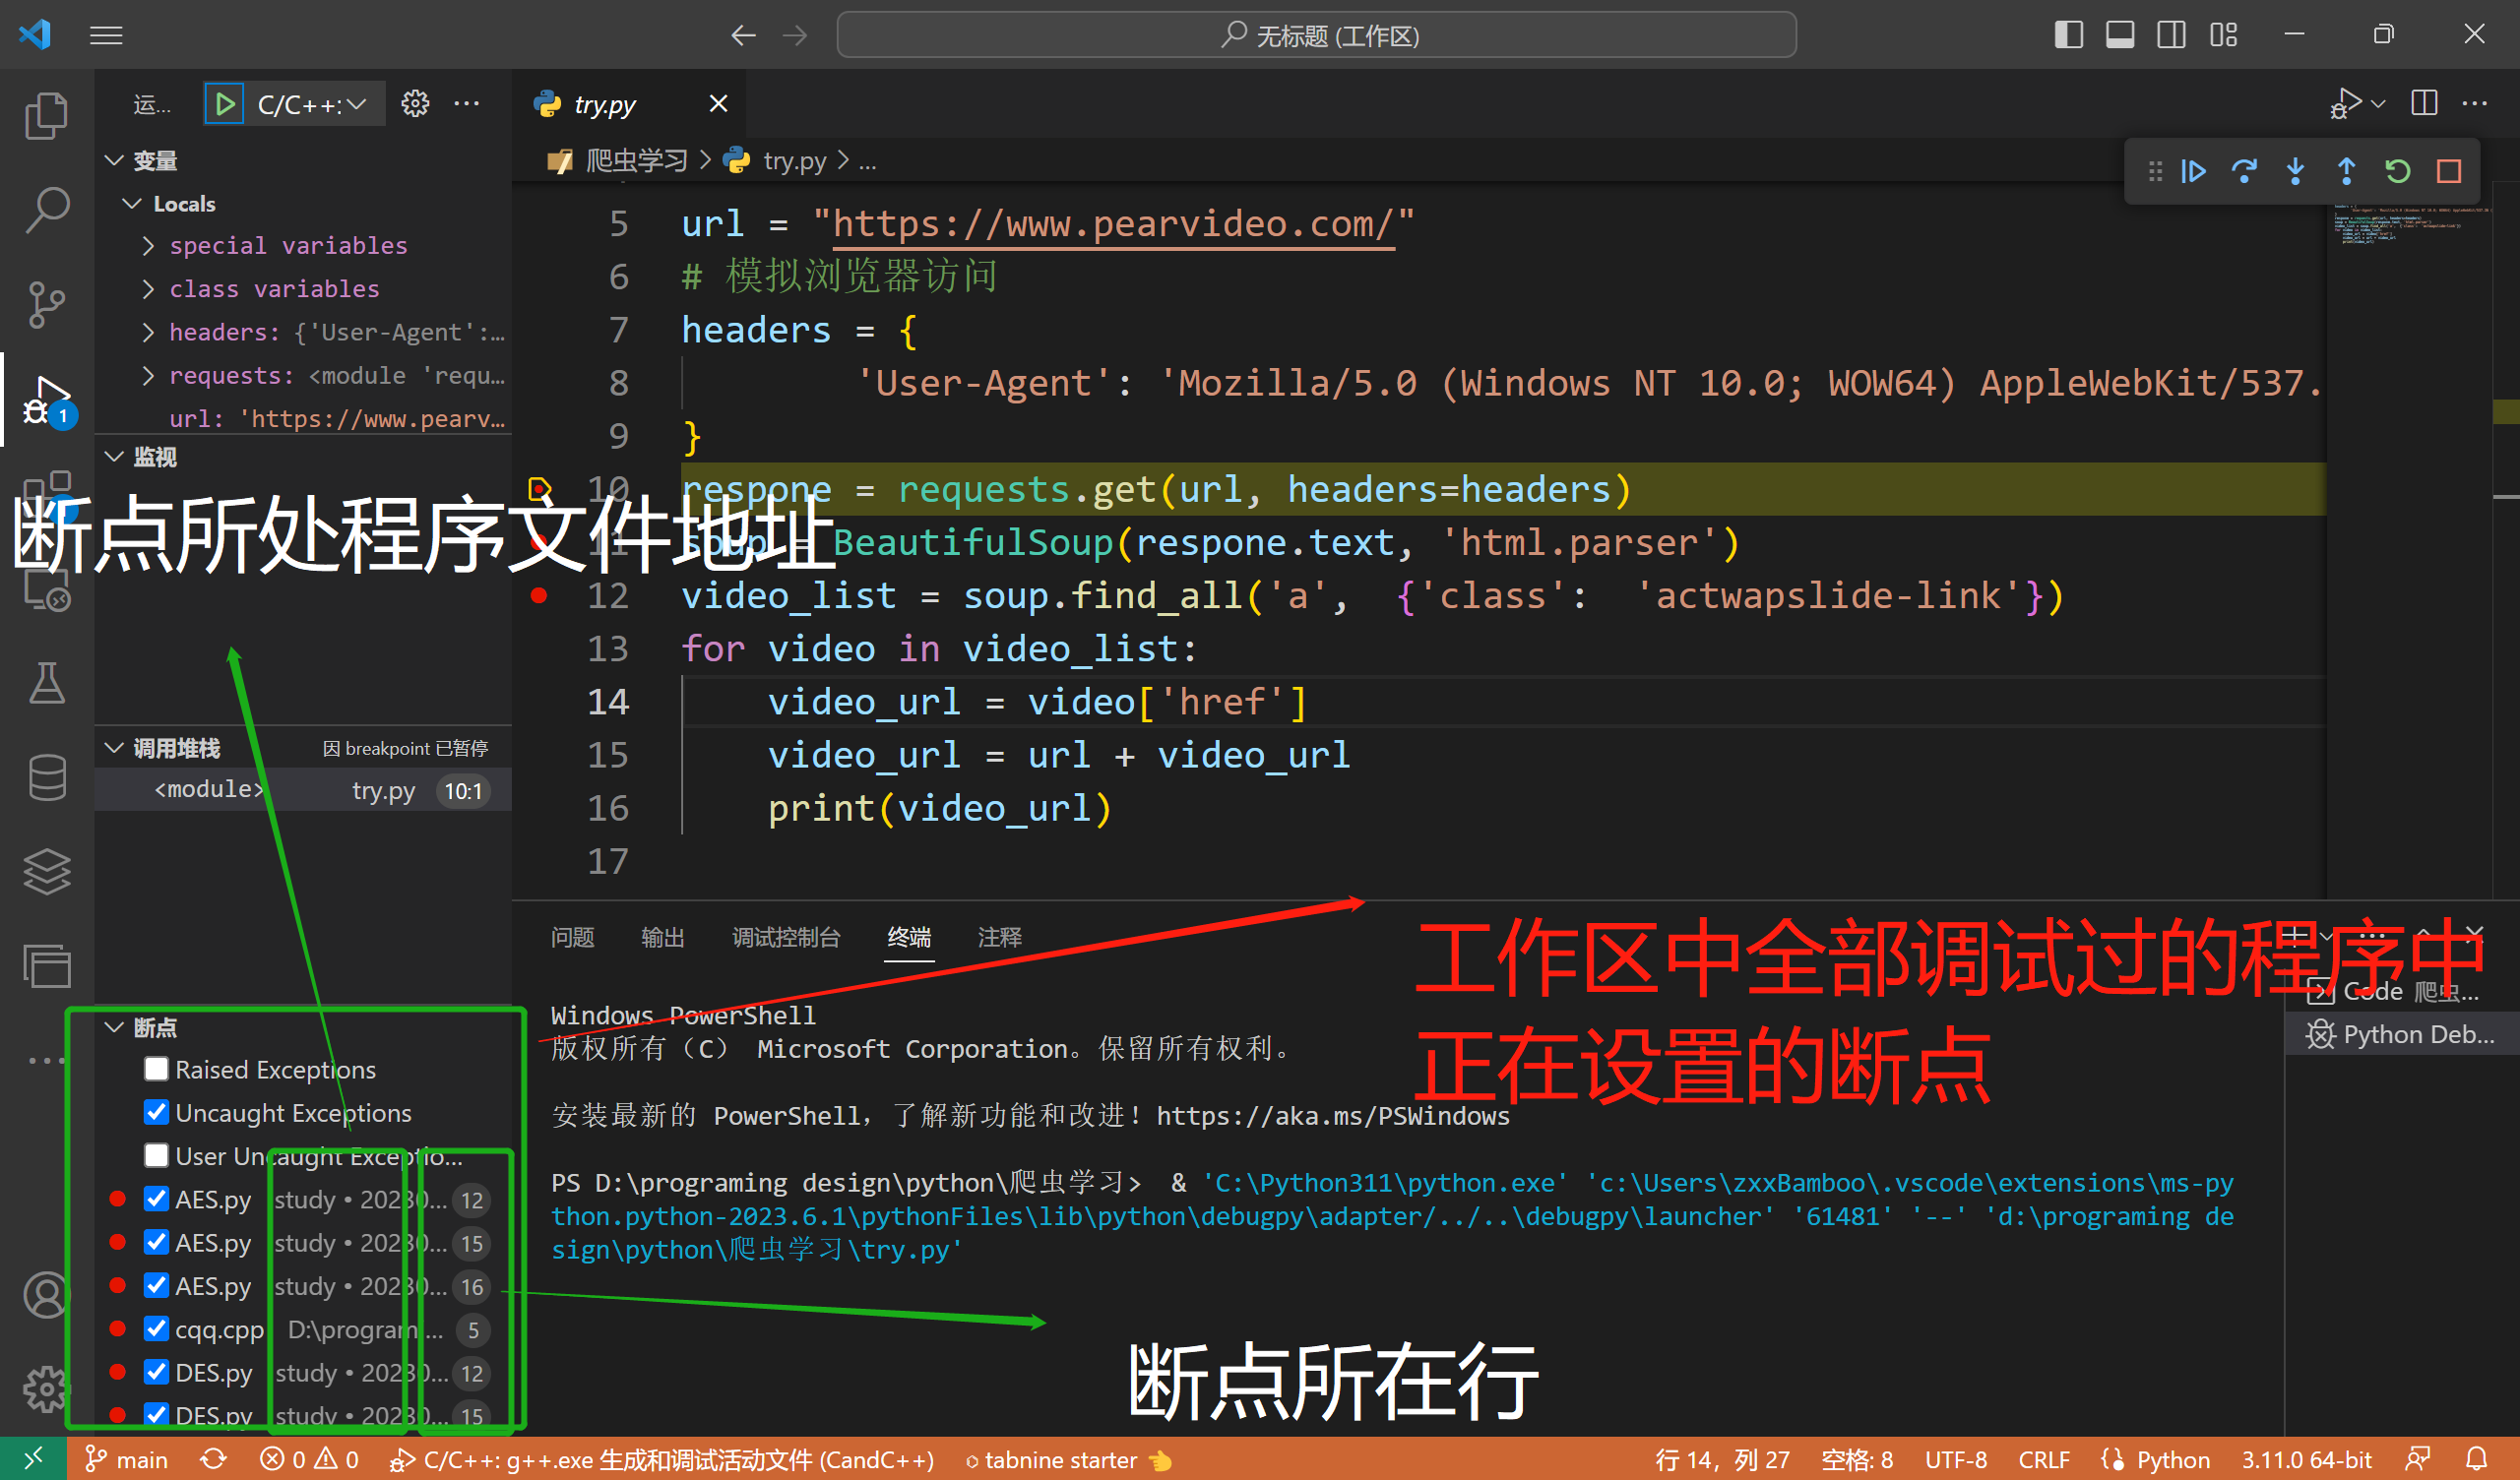 无标题 (工作区)
运... C/C++:
变量
Locals
special variables
class variables
headers: {'User-Agent':...
requests: <module 'requ...
url: 'https://www.pearv...
监视
断点所处程序文件地址
调用堆栈 因 breakpoint 已暂停
<module> try.py 10:1
断点
Raised Exceptions
Uncaught Exceptions
User Uncaught Exceptio...
AES.py study • 20230... 12
AES.py study • 20230... 15
AES.py study • 20230... 16
cqq.cpp D:\program... 5
DES.py study • 20230... 12
DES.py study • 20230... 15
try.py
爬虫学习 > try.py > ...
5 url = "https://www.pearvideo.com/"
6 # 模拟浏览器访问
7 headers = {
8 'User-Agent': 'Mozilla/5.0 (Windows NT 10.0; WOW64) AppleWebKit/537.
9 }
10 respone = requests.get(url, headers=headers)
11 soup = BeautifulSoup(respone.text, 'html.parser')
12 video_list = soup.find_all('a', {'class': 'actwapslide-link'})
13 for video in video_list:
14 video_url = video['href']
15 video_url = url + video_url
16 print(video_url)
17
问题 输出 调试控制台 终端 注释
工作区中全部调试过的程序中
正在设置的断点
Code 爬虫...
Python Deb...
Windows PowerShell
版权所有（C） Microsoft Corporation。保留所有权利。
安装最新的 PowerShell，了解新功能和改进！https://aka.ms/PSWindows
PS D:\programing design\python\爬虫学习> & 'C:\Python311\python.exe' 'c:\Users\zxxBamboo\.vscode\extensions\ms-py
thon.python-2023.6.1\pythonFiles\lib\python\debugpy\adapter/../..\debugpy\launcher' '61481' '--' 'd:\programing de
sign\python\爬虫学习\try.py'
断点所在行
main 0 0 C/C++: g++.exe 生成和调试活动文件 (CandC++) tabnine starter 行 14，列 27 空格: 8 UTF-8 CRLF Python 3.11.0 64-bit